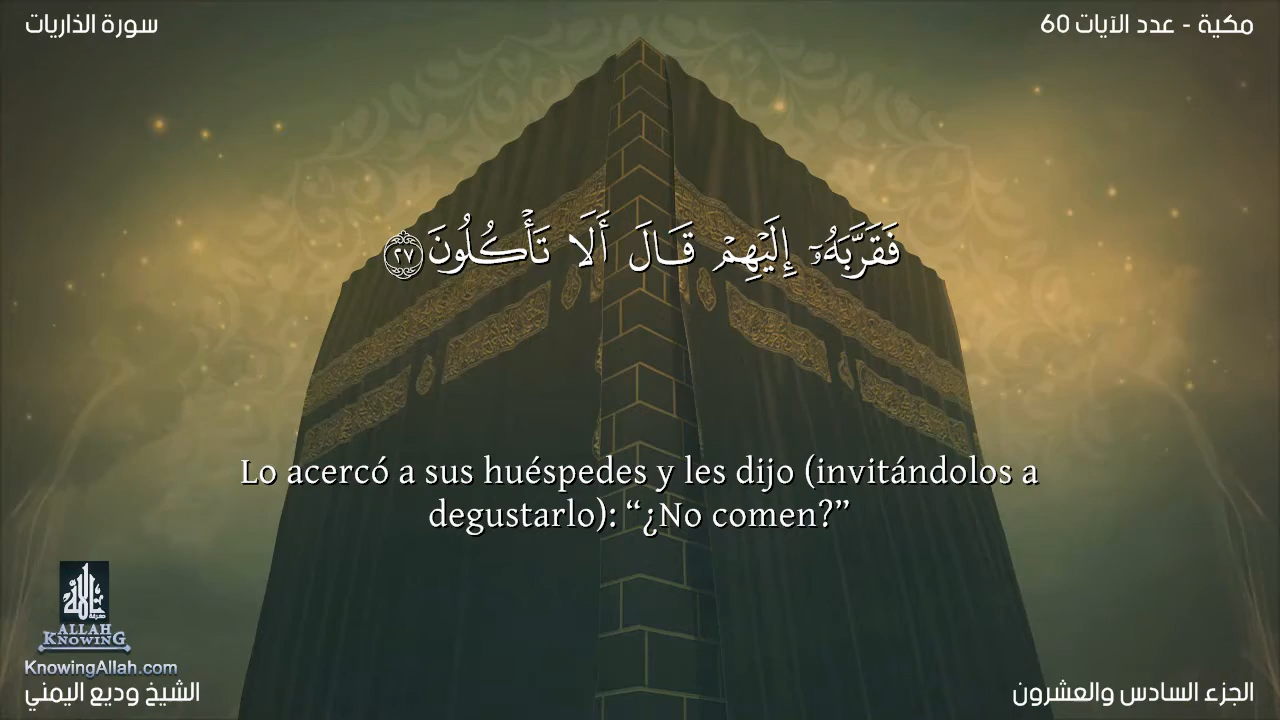 سورة الذاريات
مكية - عدد الآيات 60
فَقَرَّبَهُۥٓ إِلَيْهِمْ قَالَ أَلَا تَأْكُلُونَ ٢٧
Lo acercó a sus huéspedes y les dijo (invitándolos a
degustarlo): “¿No comen?”
ALLAH
KNOWING
KnowingAllah.com
الشيخ وديع اليمني
الجزء السادس والعشرون